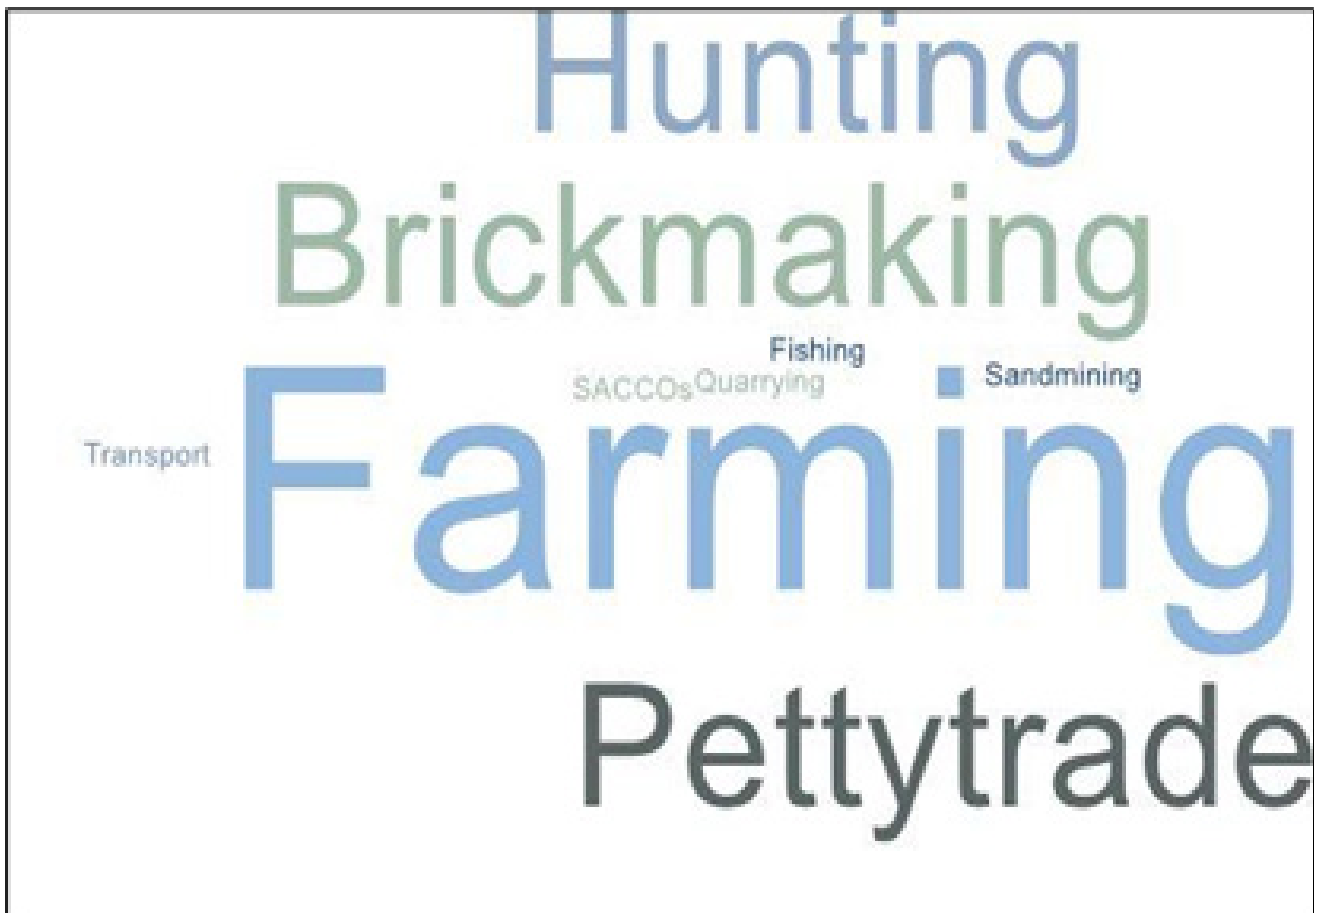 Hunting
Brickmaking
Fishing
SACCOs Quarrying Sandmining
Transport Farming
Pettytrade